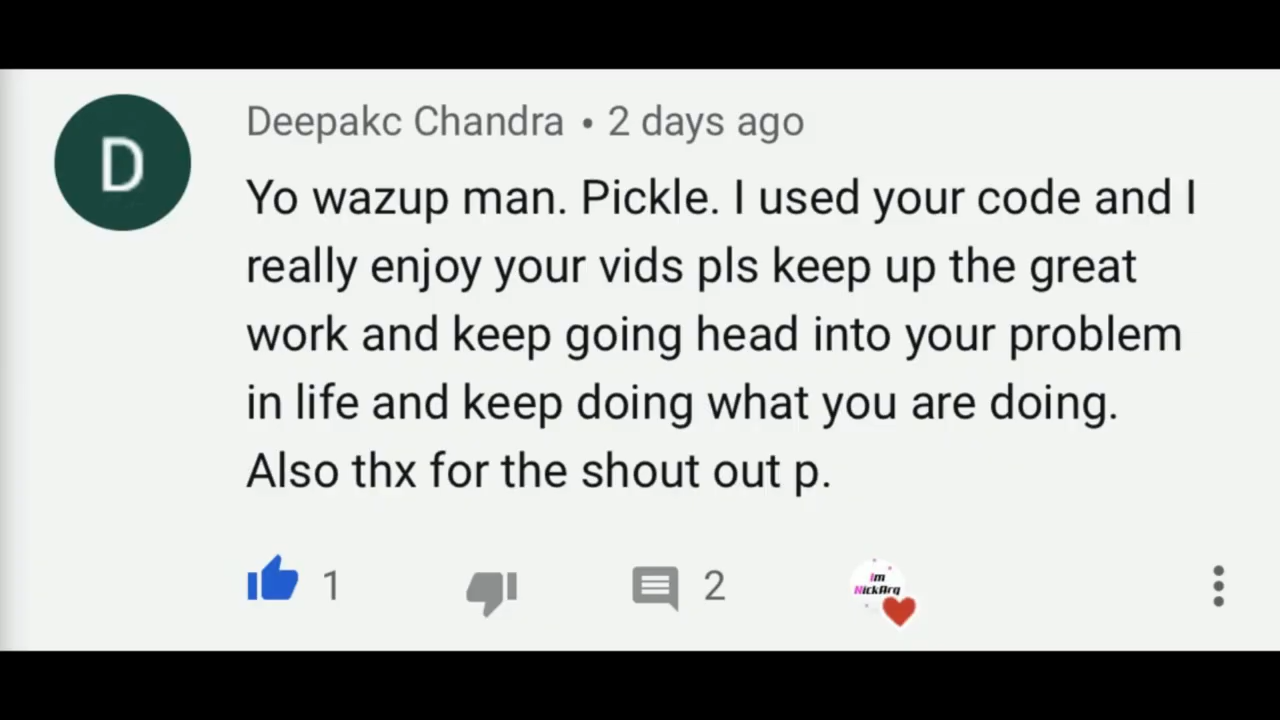 D
Deepakc Chandra • 2 days ago
Yo wazup man. Pickle. I used your code and I
really enjoy your vids pls keep up the great
work and keep going head into your problem
in life and keep doing what you are doing.
Also thx for the shout out p.
1
2
Im
NickArq